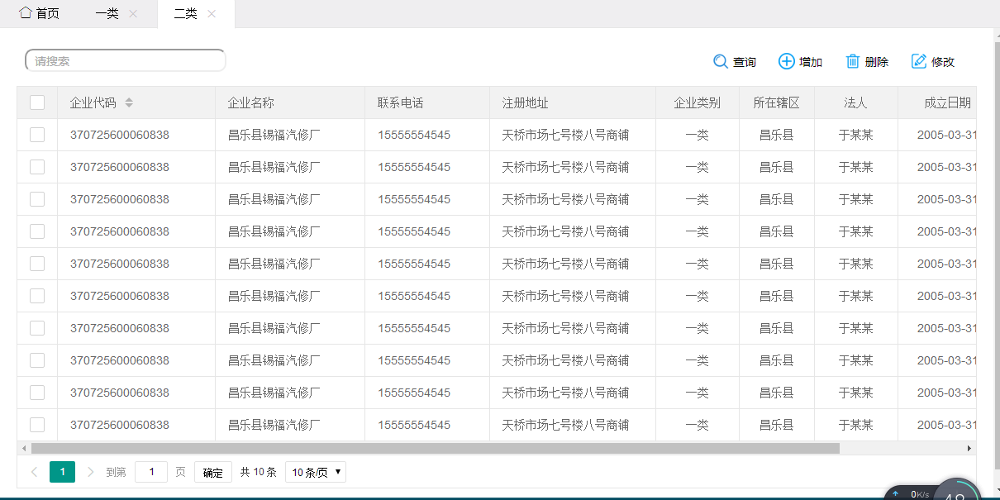 首页 一类 二类
请搜索 查询 增加 删除 修改
企业代码 企业名称 联系电话 注册地址 企业类别 所在辖区 法人 成立日期
370725600060838 昌乐县锡福汽修厂 15555554545 天桥市场七号楼八号商铺 一类 昌乐县 于某某 2005-03-31
370725600060838 昌乐县锡福汽修厂 15555554545 天桥市场七号楼八号商铺 一类 昌乐县 于某某 2005-03-31
370725600060838 昌乐县锡福汽修厂 15555554545 天桥市场七号楼八号商铺 一类 昌乐县 于某某 2005-03-31
370725600060838 昌乐县锡福汽修厂 15555554545 天桥市场七号楼八号商铺 一类 昌乐县 于某某 2005-03-31
370725600060838 昌乐县锡福汽修厂 15555554545 天桥市场七号楼八号商铺 一类 昌乐县 于某某 2005-03-31
370725600060838 昌乐县锡福汽修厂 15555554545 天桥市场七号楼八号商铺 一类 昌乐县 于某某 2005-03-31
370725600060838 昌乐县锡福汽修厂 15555554545 天桥市场七号楼八号商铺 一类 昌乐县 于某某 2005-03-31
370725600060838 昌乐县锡福汽修厂 15555554545 天桥市场七号楼八号商铺 一类 昌乐县 于某某 2005-03-31
370725600060838 昌乐县锡福汽修厂 15555554545 天桥市场七号楼八号商铺 一类 昌乐县 于某某 2005-03-31
370725600060838 昌乐县锡福汽修厂 15555554545 天桥市场七号楼八号商铺 一类 昌乐县 于某某 2005-03-31
1 到第 1 页 确定 共 10 条 10 条/页
0K/s